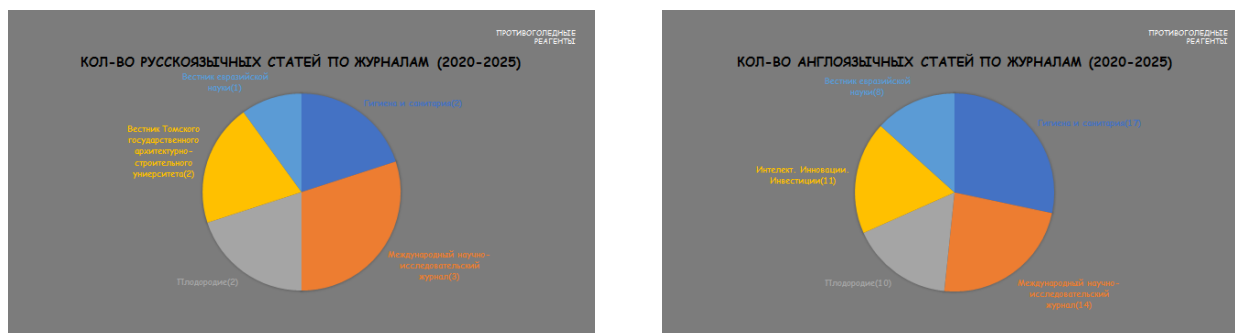 ПРОТИВОГОЛЕДНЫЕ
РЕАГЕНТЫ
КОЛ-ВО РУССКОЯЗЫЧНЫХ СТАТЕЙ ПО ЖУРНАЛАМ (2020-2025)
Вестник евразийской
науки(1)
Гигиена и санитария(2)
Вестник Томского
государственного
архитектурно-
строительного
университета(2)
Международный научно-
исследовательский
журнал(3)
Плодородие(2)
ПРОТИВОГОЛЕДНЫЕ
РЕАГЕНТЫ
КОЛ-ВО АНГЛОЯЗЫЧНЫХ СТАТЕЙ ПО ЖУРНАЛАМ (2020-2025)
Вестник евразийской
науки(8)
Гигиена и санитария(17)
Интелект. Инновации.
Инвестиции(11)
Плодородие(10)
Международный научно-
исследовательский
журнал(14)